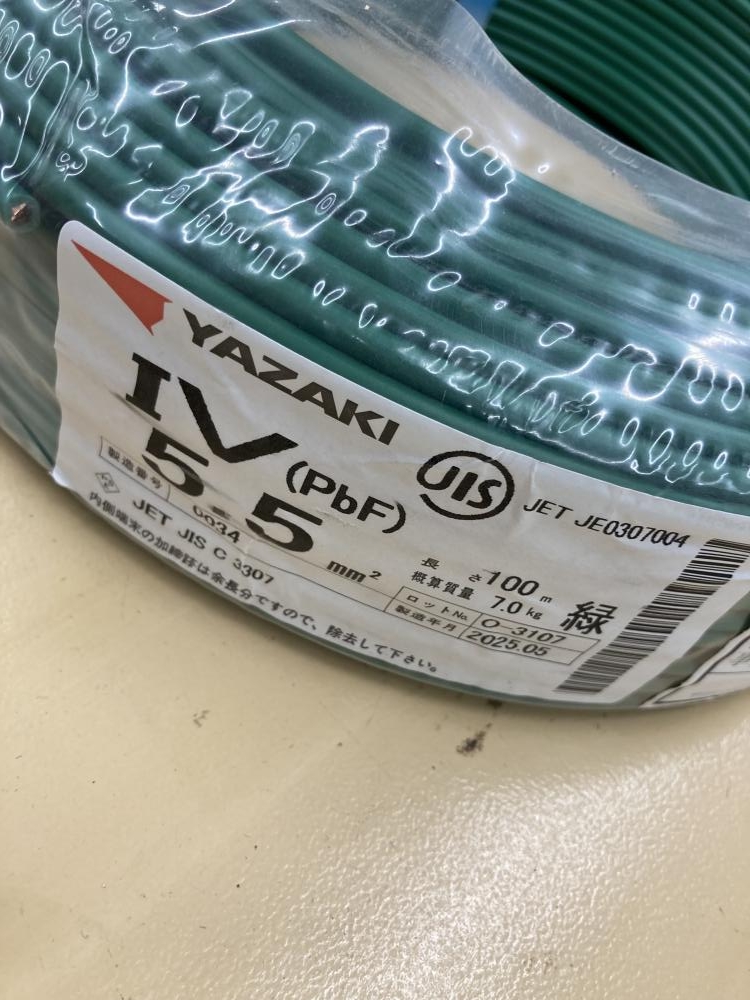 YAZAKI
IV (PbF)
5.5 mm²
JIS JET JE0307004
製造番号 0034
JET JIS C 3307
内側端末の加締跡は余長分ですので、除去して下さい。
長さ 100 m
概算質量 7.0 kg
ロットNo. O-3107
製造年月 2025.05
緑